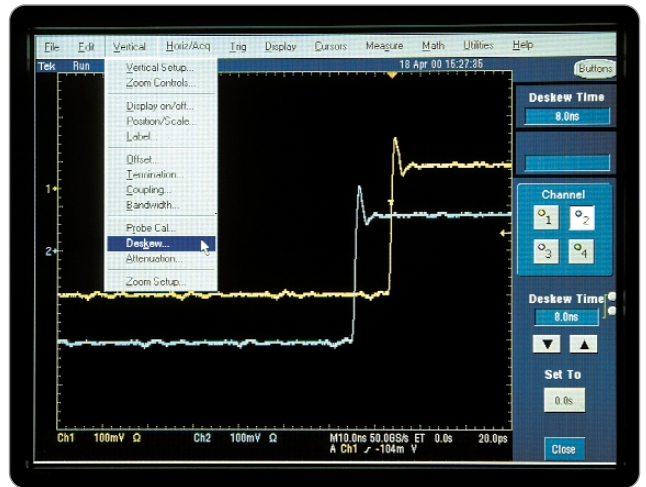 File Edit Vertical Horiz/Acq Trig Display Cursors Measure Math Utilities Help
Tek Run 18 Apr 00 15:27:35
Buttons
Vertical Setup...
Zoom Controls...
Display on/off...
Position/Scale...
Label...
Offset...
Termination...
Coupling...
Bandwidth...
Probe Cal...
Deskew...
Attenuation...
Zoom Setup...
1
2
Deskew Time
8.0ns
Channel
1 2
3 4
Deskew Time
8.0ns
Set To
0.0s
Close
Ch1 100mV Ω Ch2 100mV Ω M10.0ns 50.0GS/s ET 0.0s 20.0ps
A Ch1 -104m V